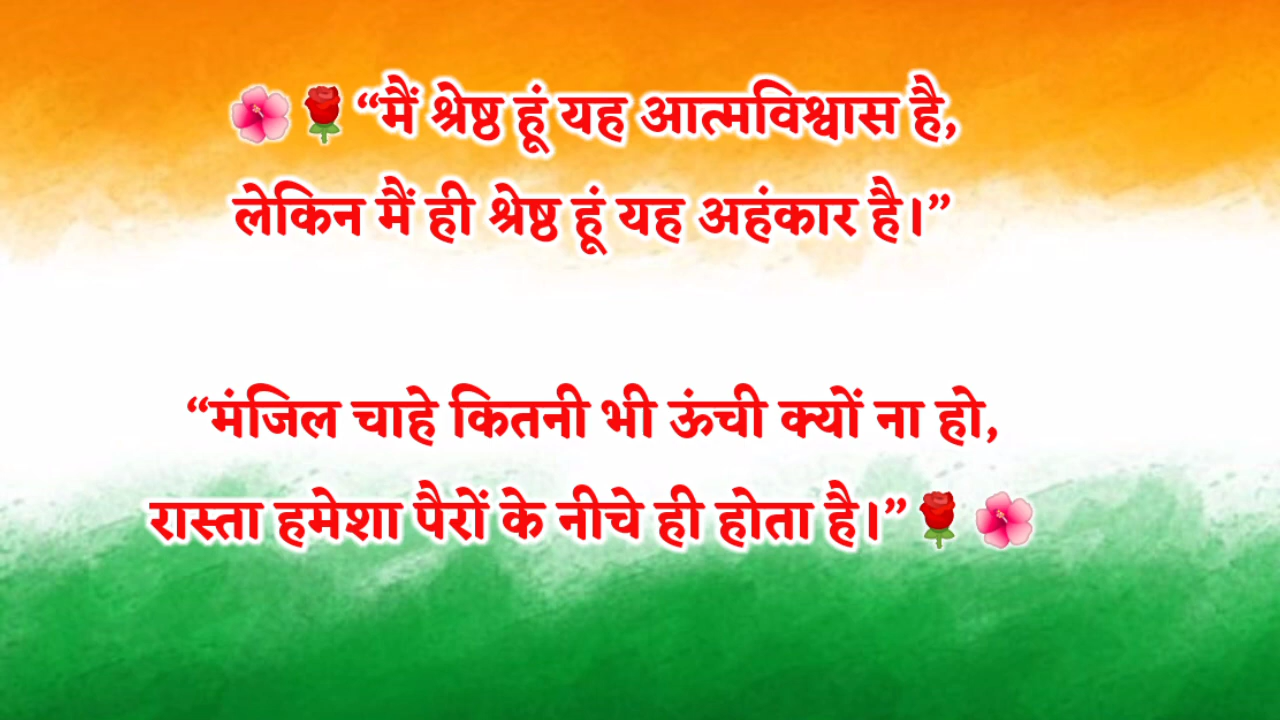 🌺🌹“मैं श्रेष्ठ हूं यह आत्मविश्वास है,
लेकिन मैं ही श्रेष्ठ हूं यह अहंकार है।”
“मंजिल चाहे कितनी भी ऊंची क्यों ना हो,
रास्ता हमेशा पैरों के नीचे ही होता है।”🌹🌺